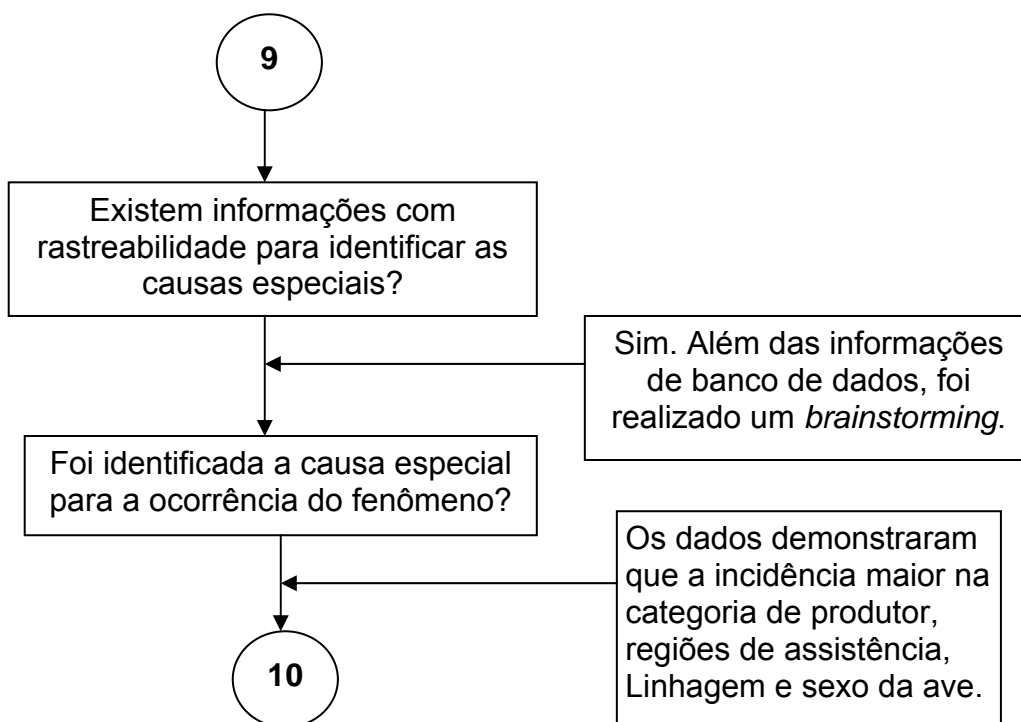 9
Existem informações com
rastreabilidade para identificar as
causas especiais?
Sim. Além das informações
de banco de dados, foi
realizado um brainstorming.
Foi identificada a causa especial
para a ocorrência do fenômeno?
Os dados demonstraram
que a incidência maior na
categoria de produtor,
regiões de assistência,
Linhagem e sexo da ave.
10